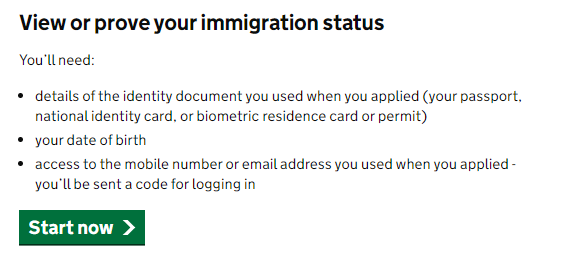 View or prove your immigration status
You'll need:
details of the identity document you used when you applied (your passport,
national identity card, or biometric residence card or permit)
your date of birth
access to the mobile number or email address you used when you applied -
you'll be sent a code for logging in
Start now